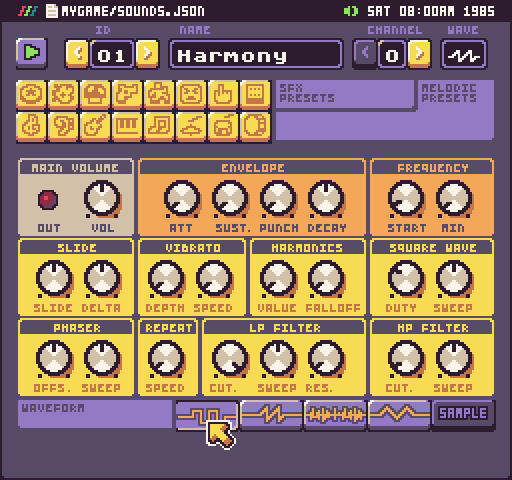 MYGAME/SOUNDS.JSON SAT 08:00AM 1985
ID NAME CHANNEL WAVE
01 Harmony 0
SFX PRESETS
MELODIC PRESETS
MAIN VOLUME ENVELOPE FREQUENCY
OUT VOL ATT SUST. PUNCH DECAY START MIN
SLIDE VIBRATO HARMONICS SQUARE WAVE
SLIDE DELTA DEPTH SPEED VALUE FALLOFF DUTY SWEEP
PHASER REPEAT LP FILTER HP FILTER
OFFS. SWEEP SPEED CUT. SWEEP RES. CUT. SWEEP
WAVEFORM SAMPLE